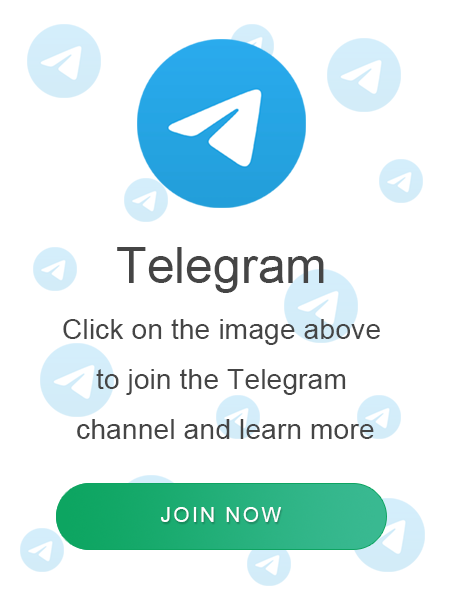 Telegram
Click on the image above
to join the Telegram
channel and learn more
JOIN NOW